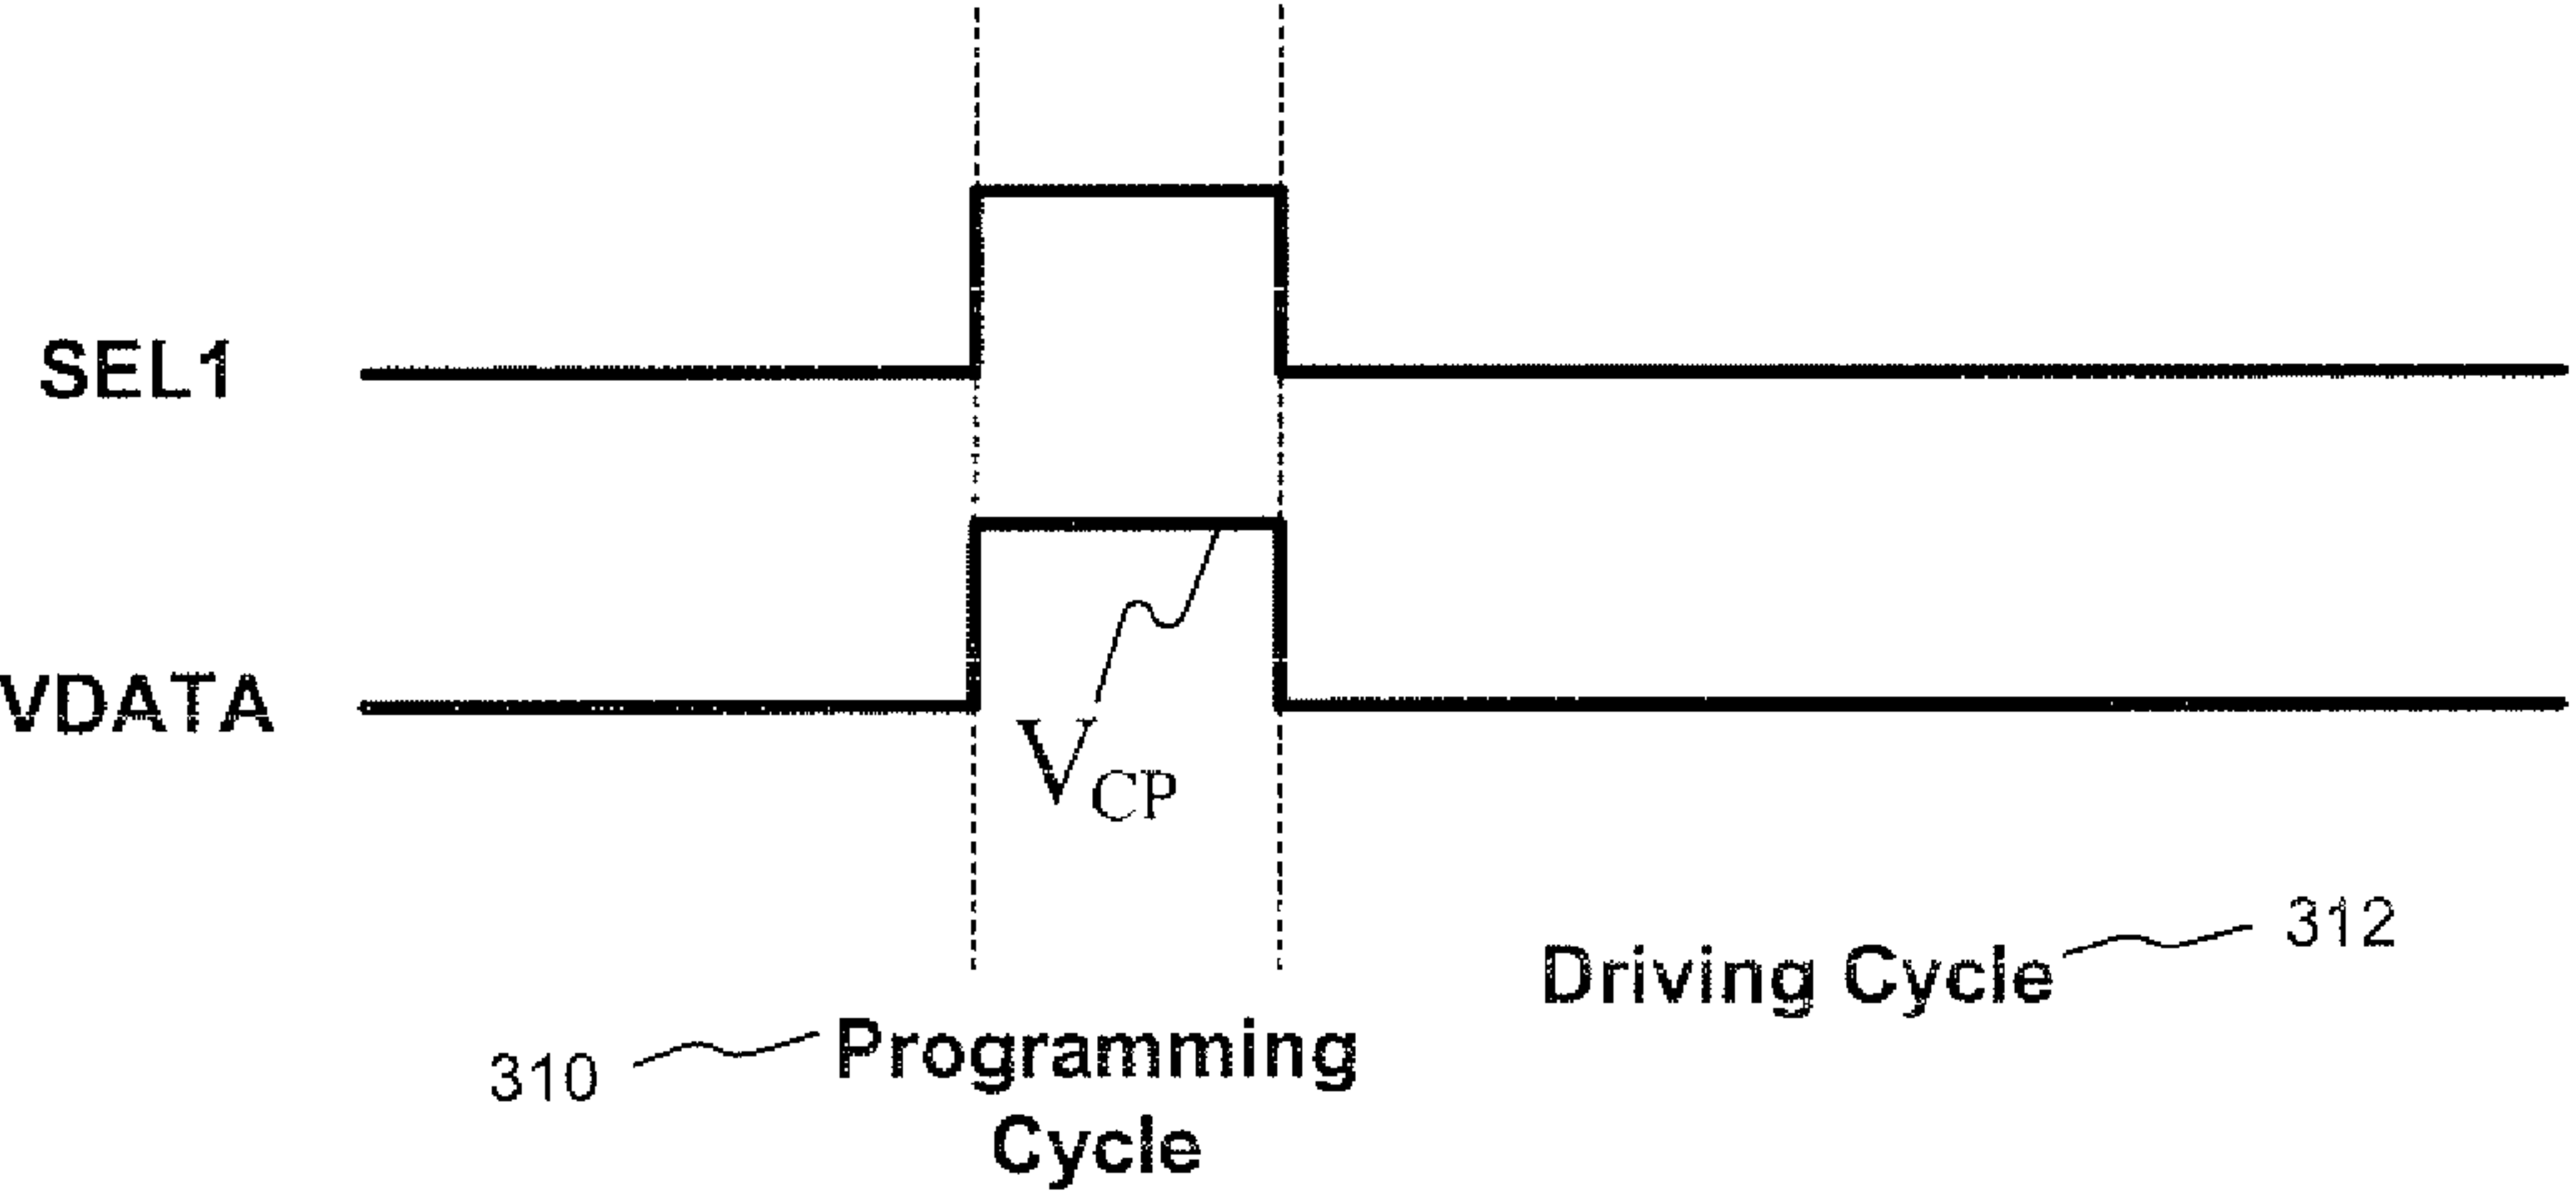 SEL1
VDATA
VCP
Driving Cycle 312
310 Programming
Cycle